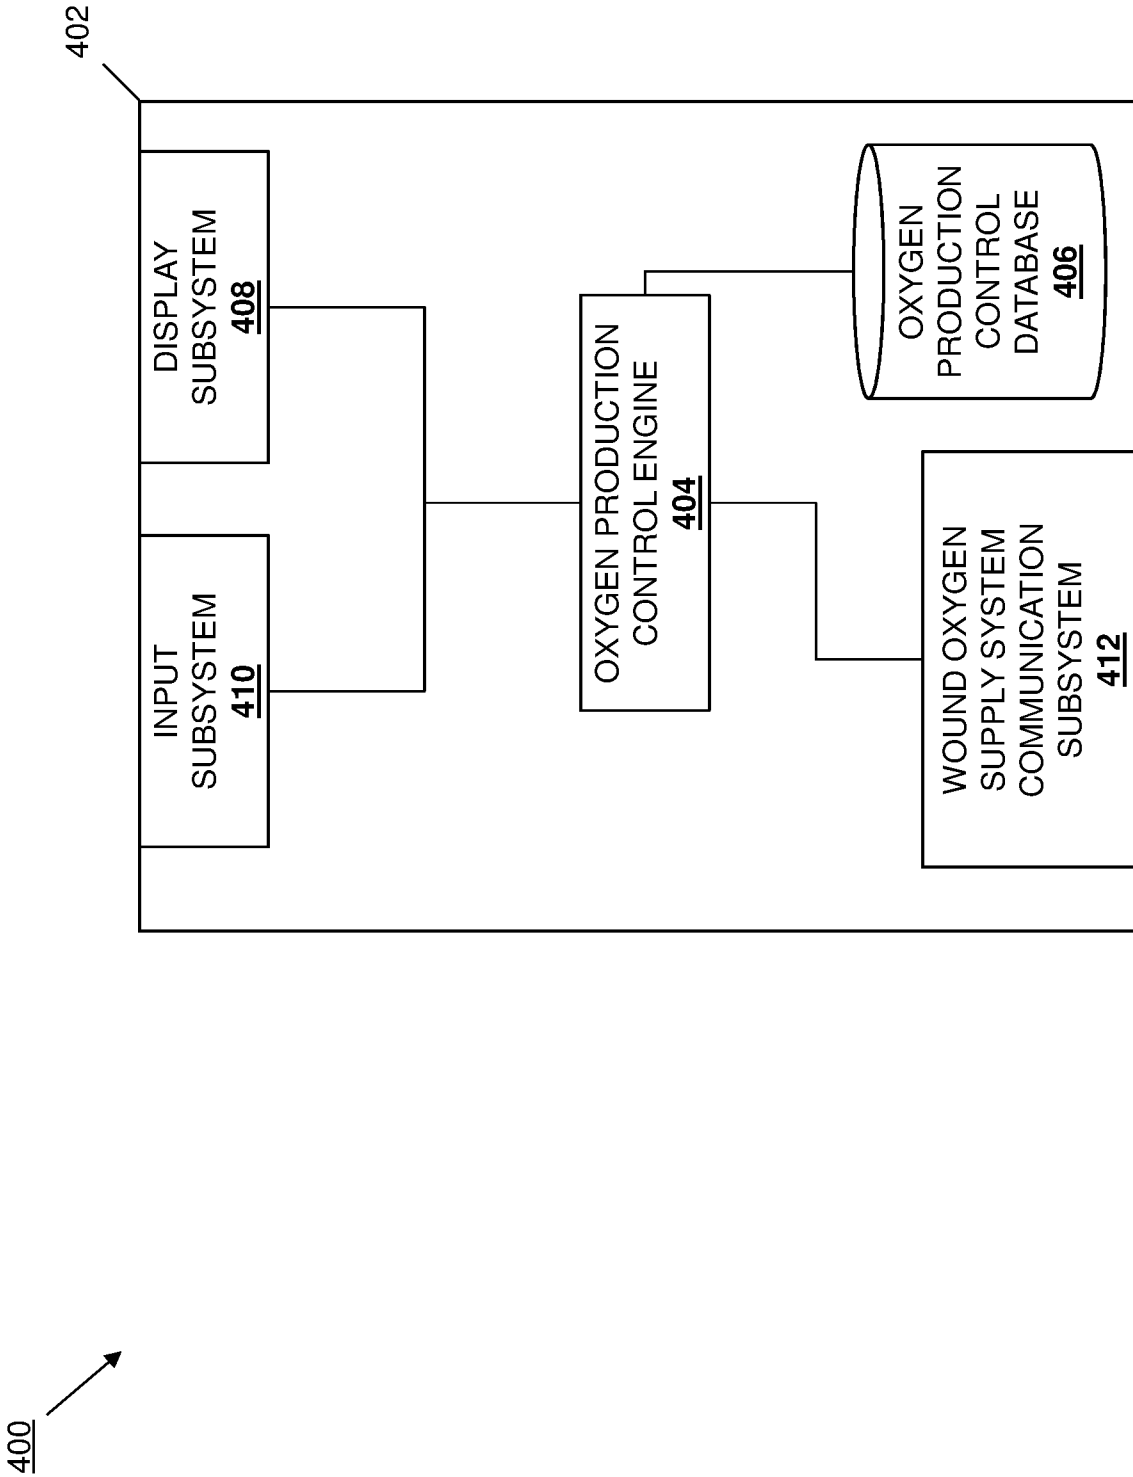 400
402
INPUT
SUBSYSTEM
410
DISPLAY
SUBSYSTEM
408
OXYGEN PRODUCTION
CONTROL ENGINE
404
WOUND OXYGEN
SUPPLY SYSTEM
COMMUNICATION
SUBSYSTEM
412
OXYGEN
PRODUCTION
CONTROL
DATABASE
406